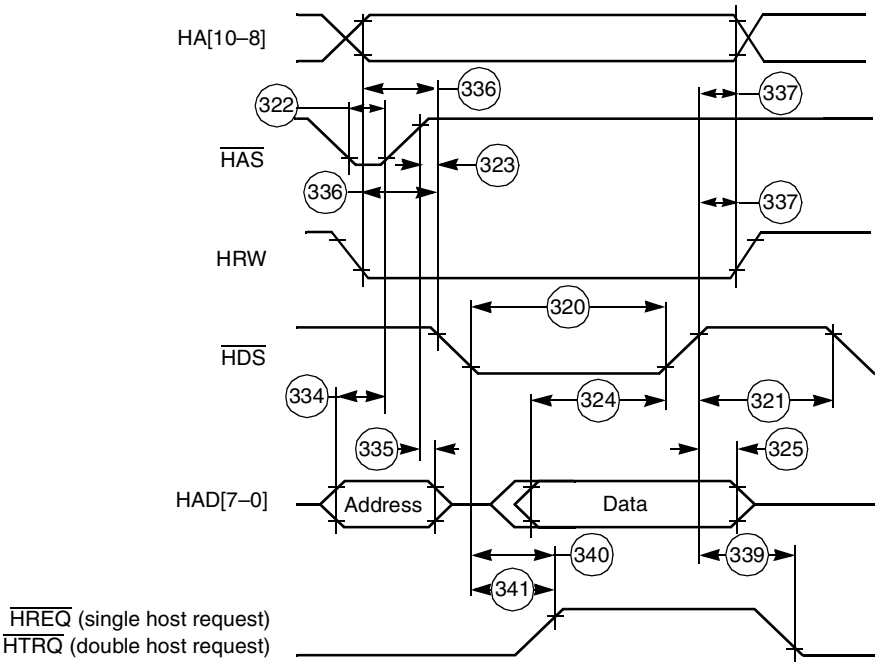 HA[10–8]
336
337
322
HAS
323
336
337
HRW
320
HDS
334
324
321
335
325
HAD[7–0]
Address
Data
340
339
341
HREQ (single host request)
HTRQ (double host request)